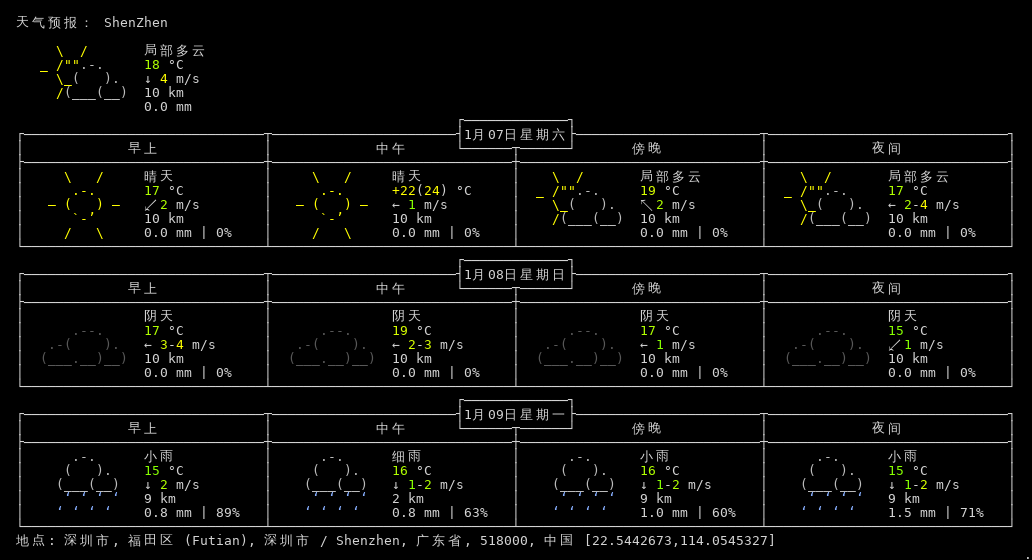 天气预报: ShenZhen
局部多云
18 °C
↓ 4 m/s
10 km
0.0 mm
1月07日星期六
早上 中午 傍晚 夜间
晴天 晴天 局部多云 局部多云
17 °C +22(24) °C 19 °C 17 °C
↙ 2 m/s ← 1 m/s ↖ 2 m/s ← 2-4 m/s
10 km 10 km 10 km 10 km
0.0 mm | 0% 0.0 mm | 0% 0.0 mm | 0% 0.0 mm | 0%
1月08日星期日
早上 中午 傍晚 夜间
阴天 阴天 阴天 阴天
17 °C 19 °C 17 °C 15 °C
← 3-4 m/s ← 2-3 m/s ← 1 m/s ↙ 1 m/s
10 km 10 km 10 km 10 km
0.0 mm | 0% 0.0 mm | 0% 0.0 mm | 0% 0.0 mm | 0%
1月09日星期一
早上 中午 傍晚 夜间
小雨 细雨 小雨 小雨
15 °C 16 °C 16 °C 15 °C
↓ 2 m/s ↓ 1-2 m/s ↓ 1-2 m/s ↓ 1-2 m/s
9 km 2 km 9 km 9 km
0.8 mm | 89% 0.8 mm | 63% 1.0 mm | 60% 1.5 mm | 71%
地点: 深圳市, 福田区 (Futian), 深圳市 / Shenzhen, 广东省, 518000, 中国 [22.5442673,114.0545327]